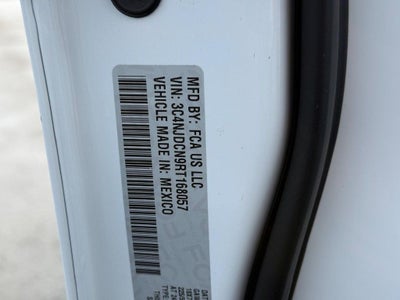 MFD BY: FCA US LLC
VIN: 3C4NJDCN9RT168057
VEHICLE MADE IN: MEXICO